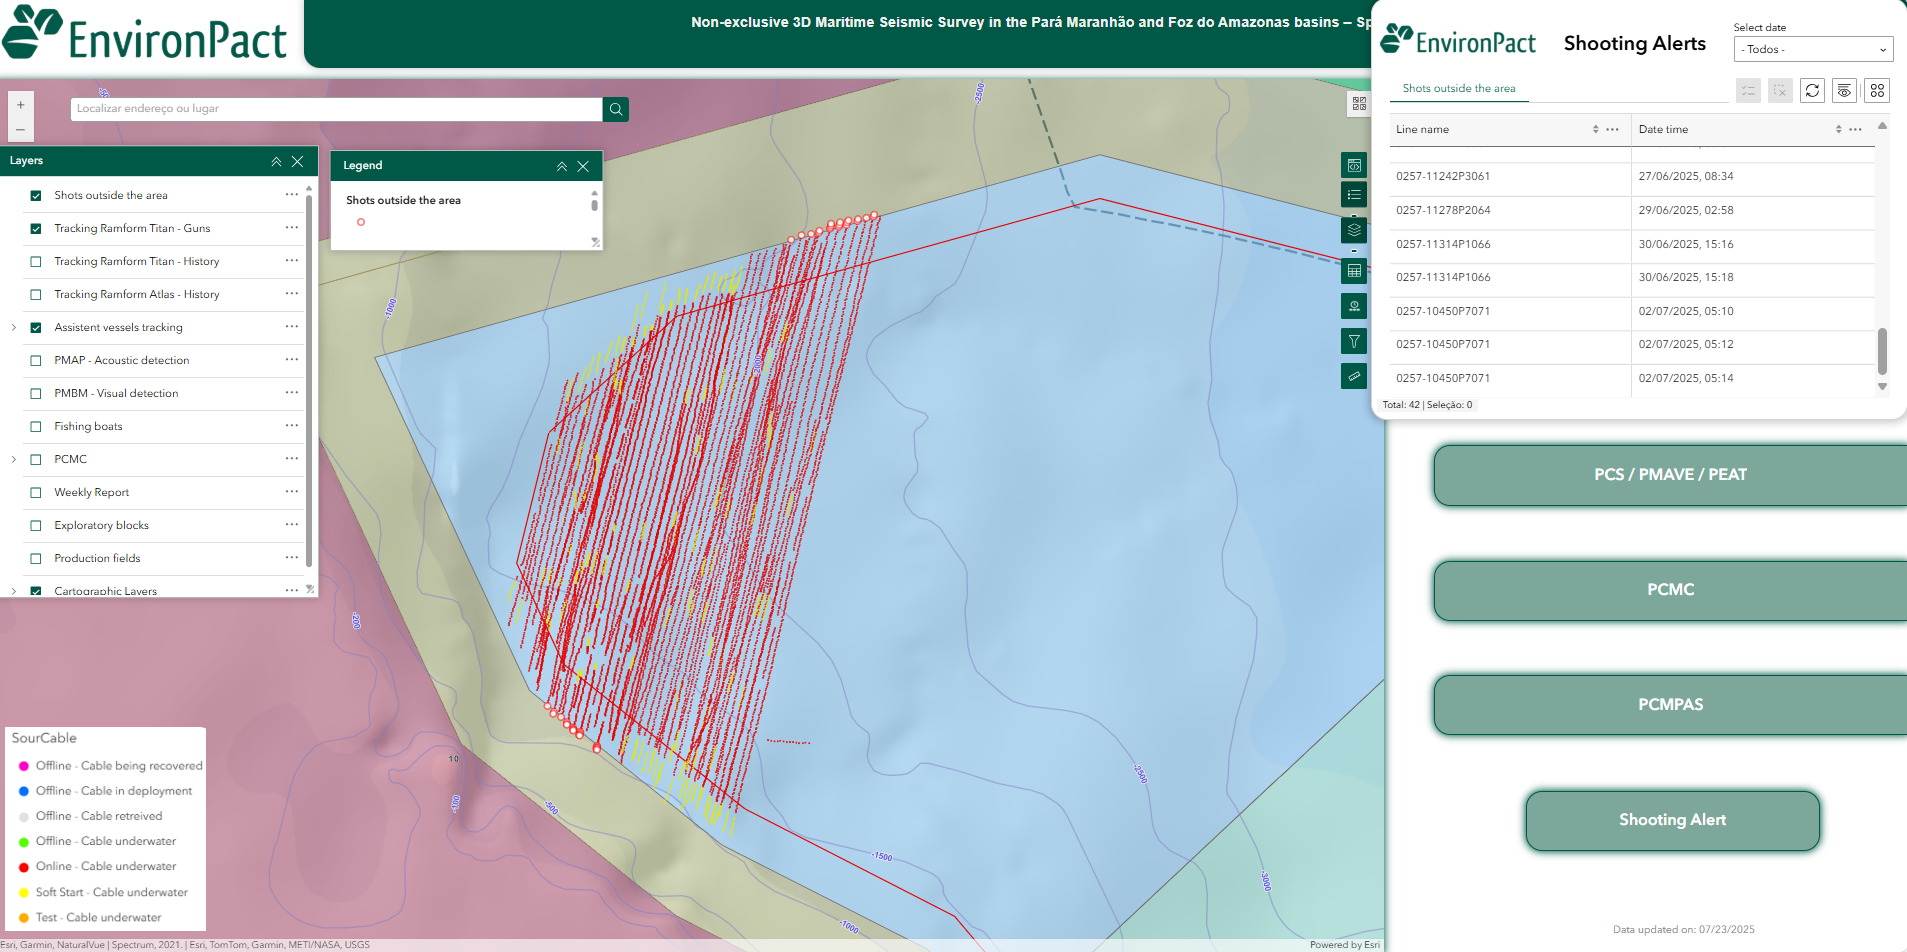 EnvironPact
Non-exclusive 3D Maritime Seismic Survey in the Pará Maranhão and Foz do Amazonas basins – Sp
EnvironPact
Shooting Alerts
Select date
- Todos -
Shots outside the area
Line name
Date time
0257-11242P3061
27/06/2025, 08:34
0257-11278P2064
29/06/2025, 02:58
0257-11314P1066
30/06/2025, 15:16
0257-11314P1066
30/06/2025, 15:18
0257-10450P7071
02/07/2025, 05:10
0257-10450P7071
02/07/2025, 05:12
0257-10450P7071
02/07/2025, 05:14
Total: 42 | Seleção: 0
+
−
Localizar endereço ou lugar
Layers
Shots outside the area
Tracking Ramform Titan - Guns
Tracking Ramform Titan - History
Tracking Ramform Atlas - History
Assistent vessels tracking
PMAP - Acoustic detection
PMBM - Visual detection
Fishing boats
PCMC
Weekly Report
Exploratory blocks
Production fields
Cartographic Layers
Legend
Shots outside the area
-2500
-1000
-2000
-200
10
-100
-500
-2500
-1500
-3000
-1000
SourCable
Offline - Cable being recovered
Offline - Cable in deployment
Offline - Cable retreived
Offline - Cable underwater
Online - Cable underwater
Soft Start - Cable underwater
Test - Cable underwater
PCS / PMAVE / PEAT
PCMC
PCMPAS
Shooting Alert
Data updated on: 07/23/2025
Esri, Garmin, NaturalVue | Spectrum, 2021. | Esri, TomTom, Garmin, METI/NASA, USGS
Powered by Esri